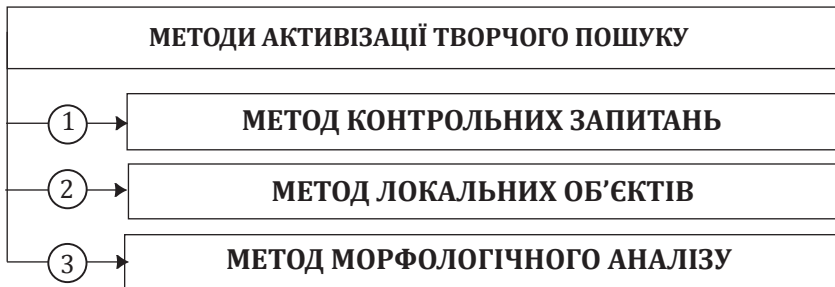 МЕТОДИ АКТИВІЗАЦІЇ ТВОРЧОГО ПОШУКУ
1 МЕТОД КОНТРОЛЬНИХ ЗАПИТАНЬ
2 МЕТОД ЛОКАЛЬНИХ ОБ’ЄКТІВ
3 МЕТОД МОРФОЛОГІЧНОГО АНАЛІЗУ